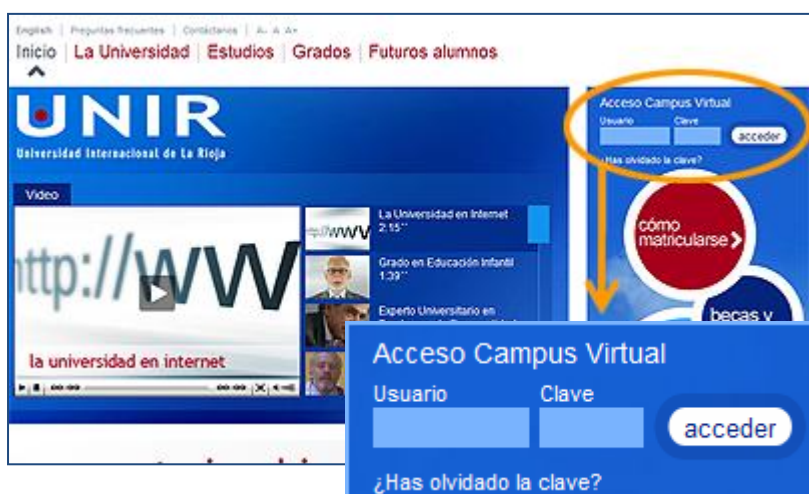 English | Preguntas frecuentes | Contáctanos | A- A A+
Inicio | La Universidad | Estudios | Grados | Futuros alumnos
UNIR
Universidad Internacional de La Rioja
Video
http://WW
la universidad en internet
La Universidad en Internet
2:15''
Grado en Educación Infantil
1:39''
Experto Universitario en
Acceso Campus Virtual
Usuario Clave
acceder
¿Has olvidado la clave?
cómo
matricularse
becas y
Acceso Campus Virtual
Usuario Clave
acceder
¿Has olvidado la clave?